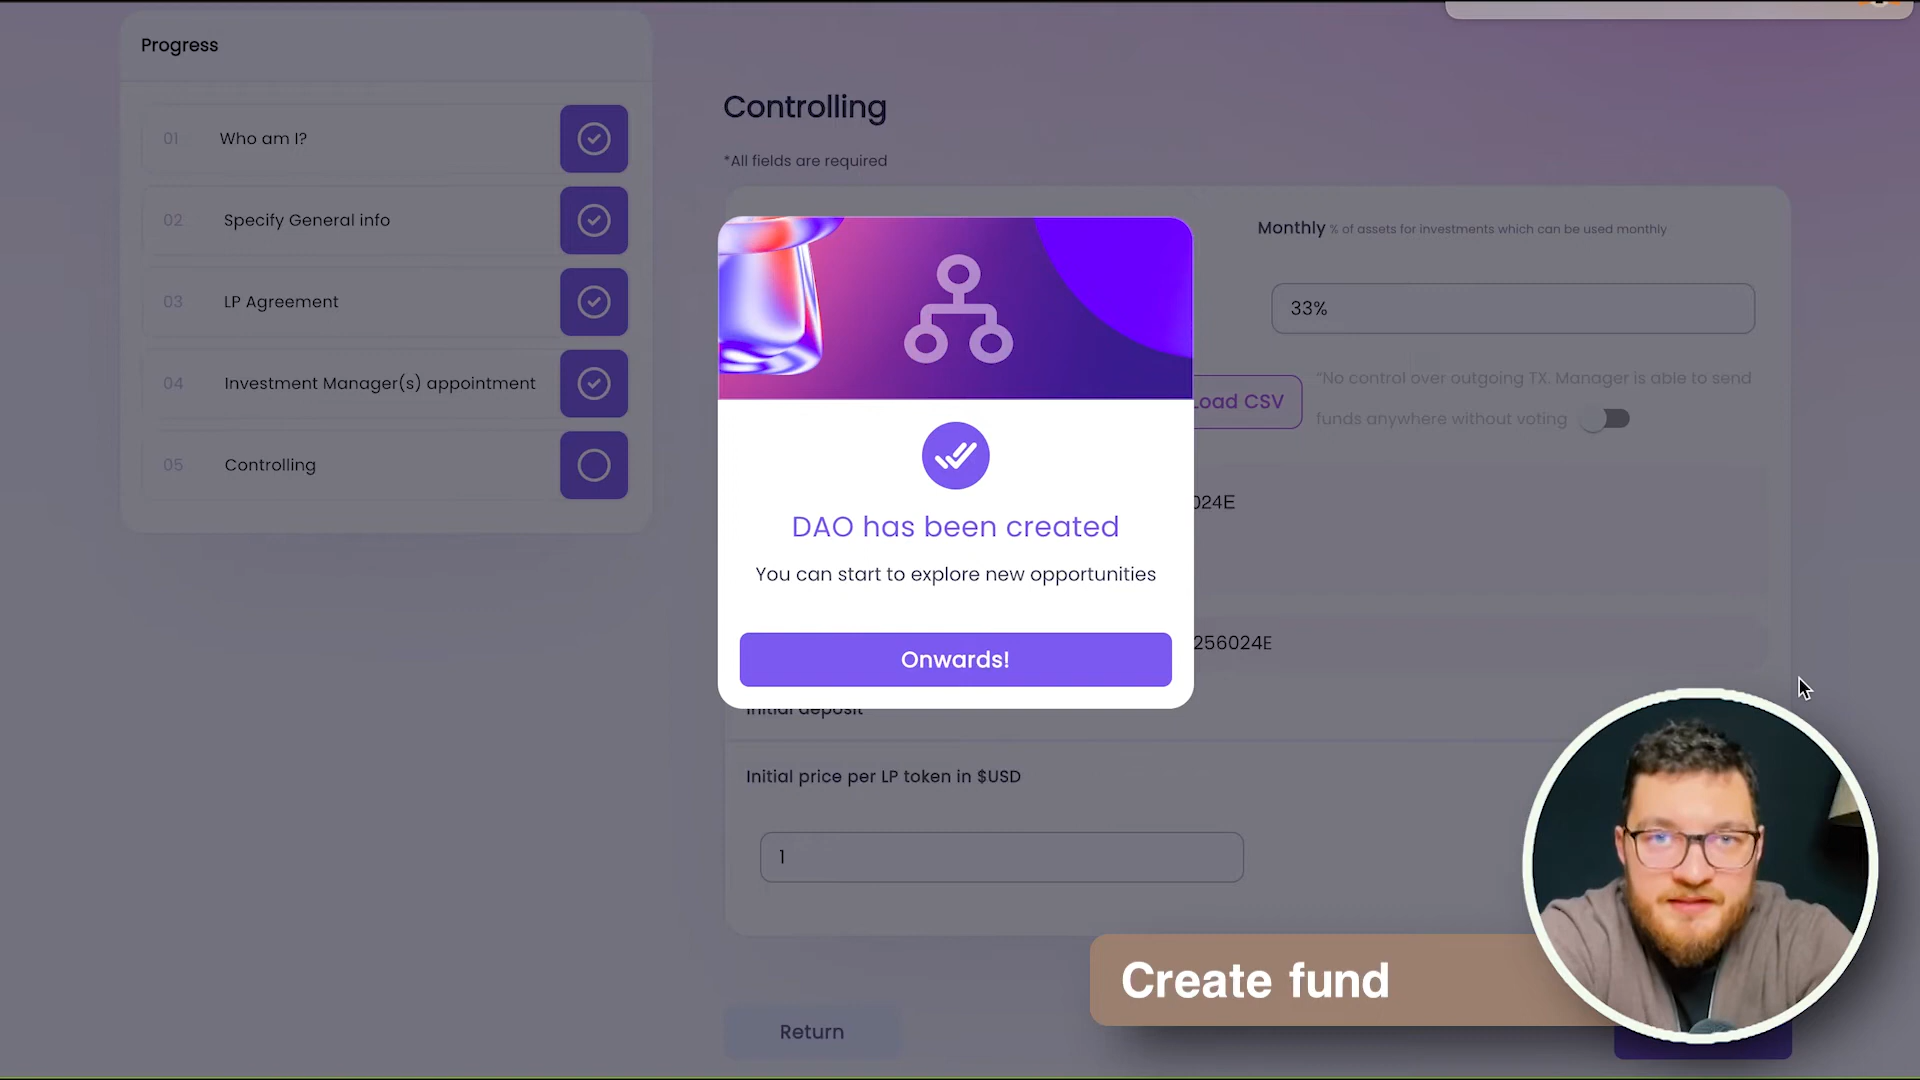 Progress
01 Who am I?
02 Specify General info
03 LP Agreement
04 Investment Manager(s) appointment
05 Controlling
Controlling
*All fields are required
Monthly % of assets for investments which can be used monthly
33%
Load CSV
"No control over outgoing TX. Manager is able to send
funds anywhere without voting
024E
DAO has been created
You can start to explore new opportunities
256024E
Onwards!
Initial deposit
Initial price per LP token in $USD
1
Create fund
Return